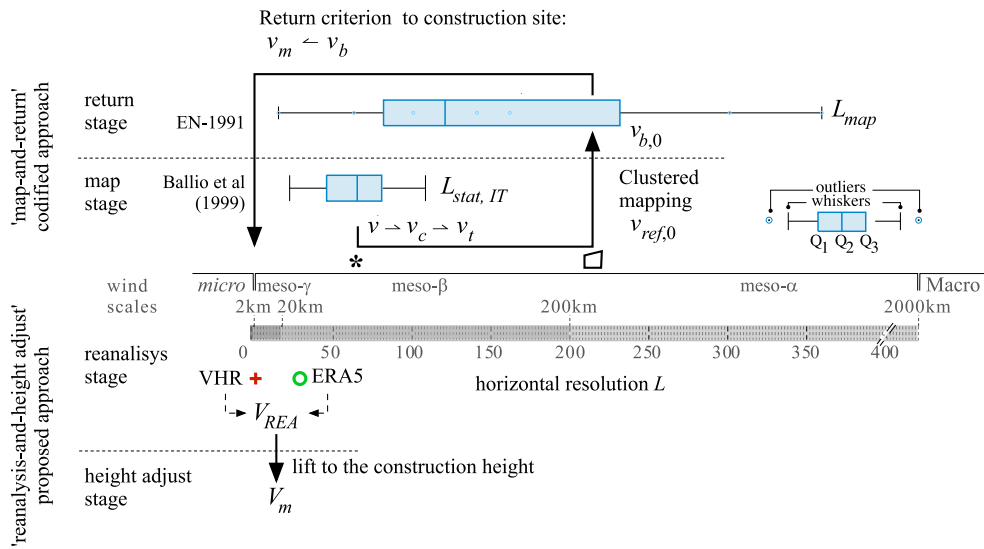 Return criterion to construction site:
v_m ↼ v_b
'map-and-return' codified approach
return stage
EN-1991
L_map
v_b,0
map stage
Ballio et al (1999)
L_stat, IT
Clustered mapping
v_ref,0
v ⇀ v_c ⇀ v_t
*
outliers
whiskers
Q1 Q2 Q3
wind scales
micro meso-γ meso-β meso-α Macro
2km 20km 200km 2000km
'reanalysis-and-height adjust' proposed approach
reanalisys stage
0 50 100 150 200 250 300 350 400
VHR + ERA5
horizontal resolution L
V_REA
lift to the construction height
height adjust stage
V_m